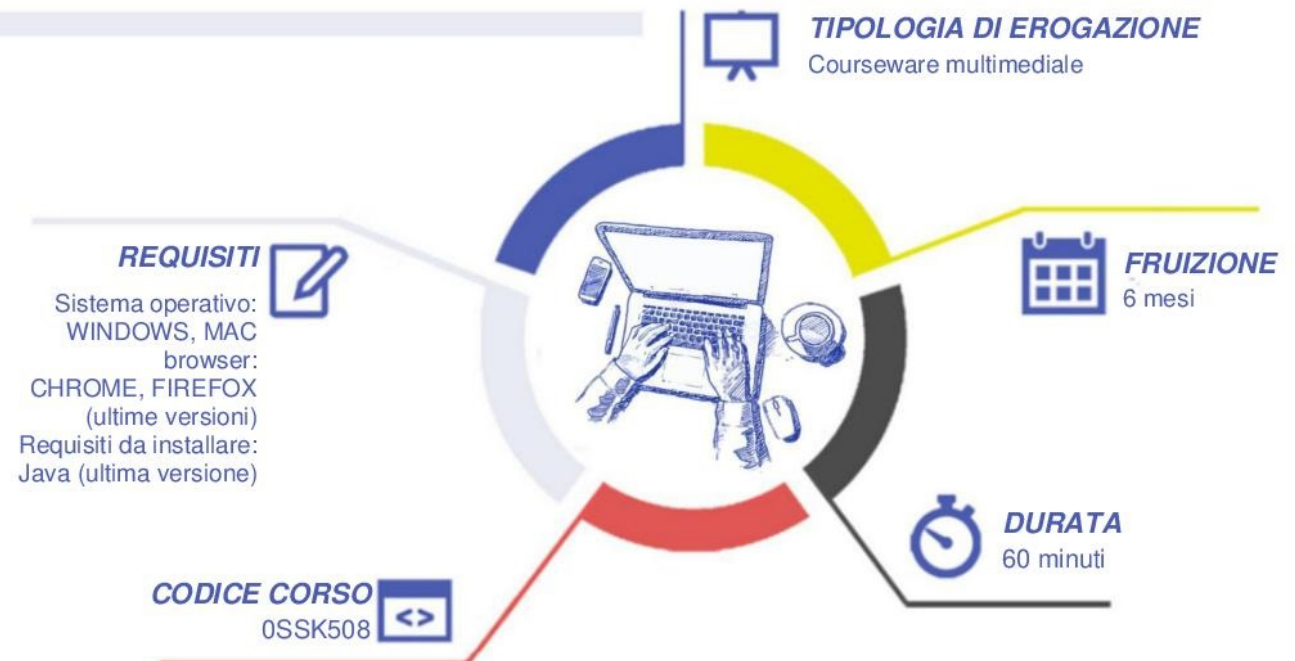 TIPOLOGIA DI EROGAZIONE
Courseware multimediale
REQUISITI
Sistema operativo:
WINDOWS, MAC
browser:
CHROME, FIREFOX
(ultime versioni)
Requisiti da installare:
Java (ultima versione)
FRUIZIONE
6 mesi
DURATA
60 minuti
CODICE CORSO
0SSK508